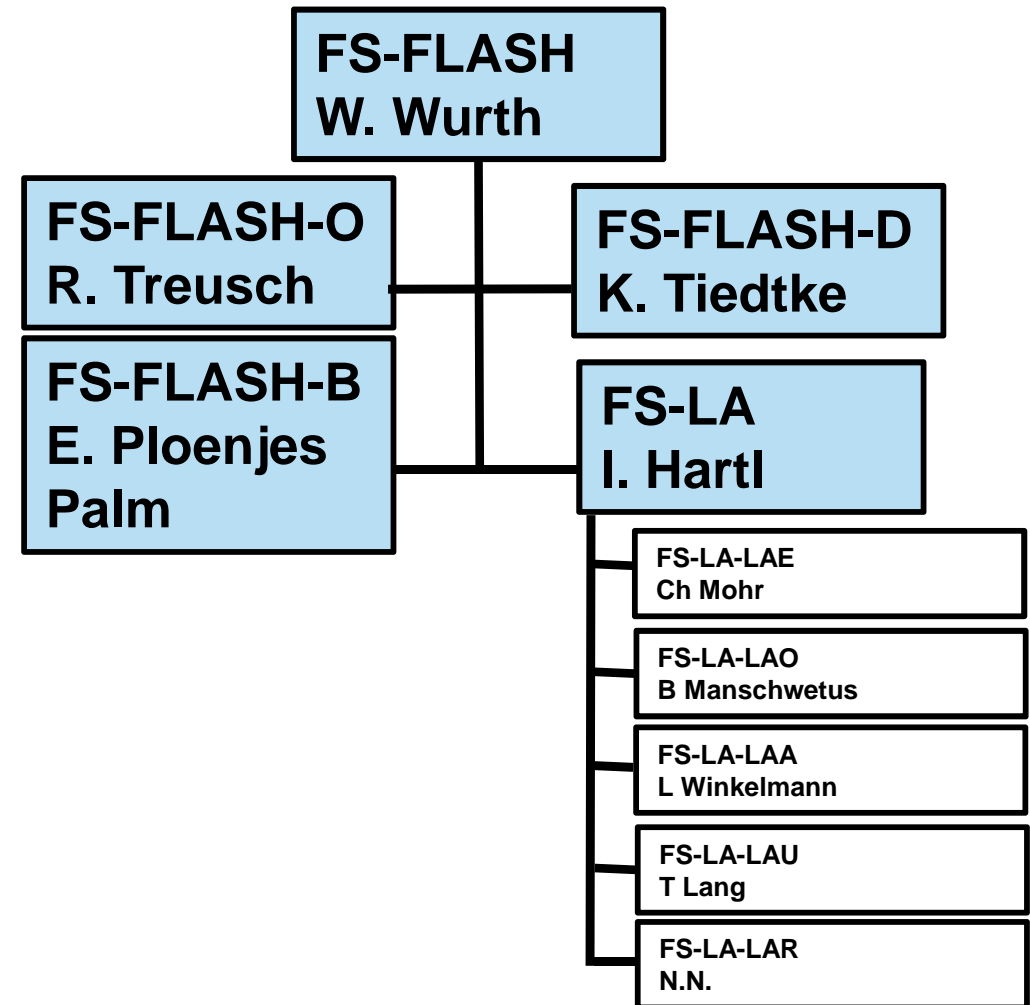 FS-FLASH
W. Wurth
FS-FLASH-O
R. Treusch
FS-FLASH-D
K. Tiedtke
FS-FLASH-B
E. Ploenjes
Palm
FS-LA
I. Hartl
FS-LA-LAE
Ch Mohr
FS-LA-LAO
B Manschwetus
FS-LA-LAA
L Winkelmann
FS-LA-LAU
T Lang
FS-LA-LAR
N.N.